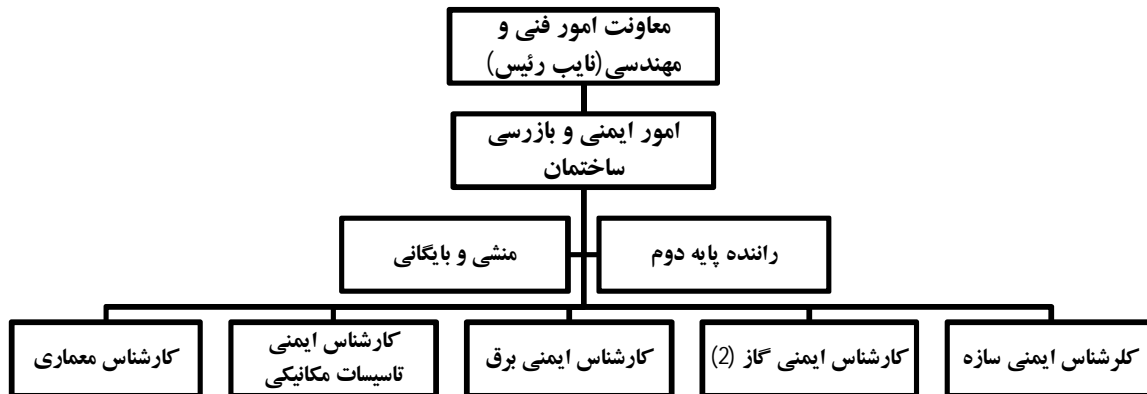 معاونت امور فنی و
مهندسی(نایب رئیس)
امور ایمنی و بازرسی
ساختمان
راننده پایه دوم
منشی و بایگانی
کلرشناس ایمنی سازه
کارشناس ایمنی گاز (2)
کارشناس ایمنی برق
کارشناس ایمنی
تاسیسات مکانیکی
کارشناس معماری